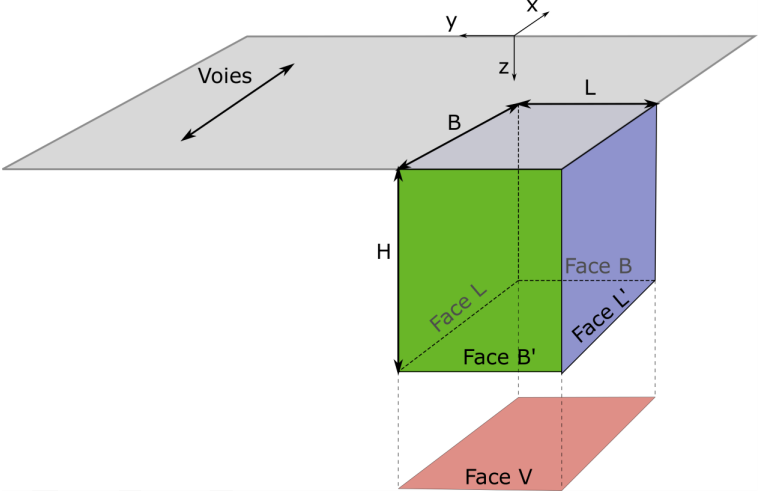 x
y
z
Voies
L
B
H
Face B
Face L
Face L'
Face B'
Face V